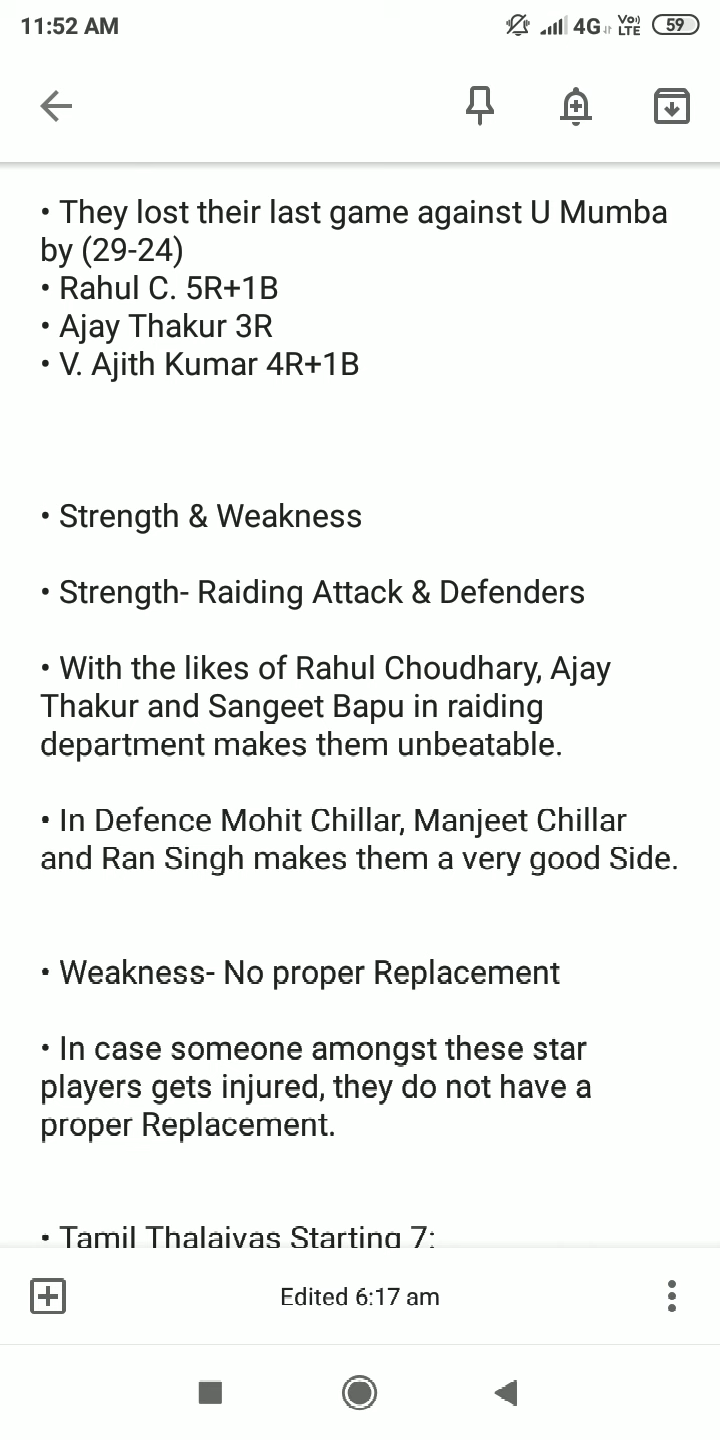 11:52 AM
4G
Vo)
LTE
59
• They lost their last game against U Mumba
by (29-24)
• Rahul C. 5R+1B
• Ajay Thakur 3R
• V. Ajith Kumar 4R+1B
• Strength & Weakness
• Strength- Raiding Attack & Defenders
• With the likes of Rahul Choudhary, Ajay
Thakur and Sangeet Bapu in raiding
department makes them unbeatable.
• In Defence Mohit Chillar, Manjeet Chillar
and Ran Singh makes them a very good Side.
• Weakness- No proper Replacement
• In case someone amongst these star
players gets injured, they do not have a
proper Replacement.
• Tamil Thalaivas Starting 7:
Edited 6:17 am